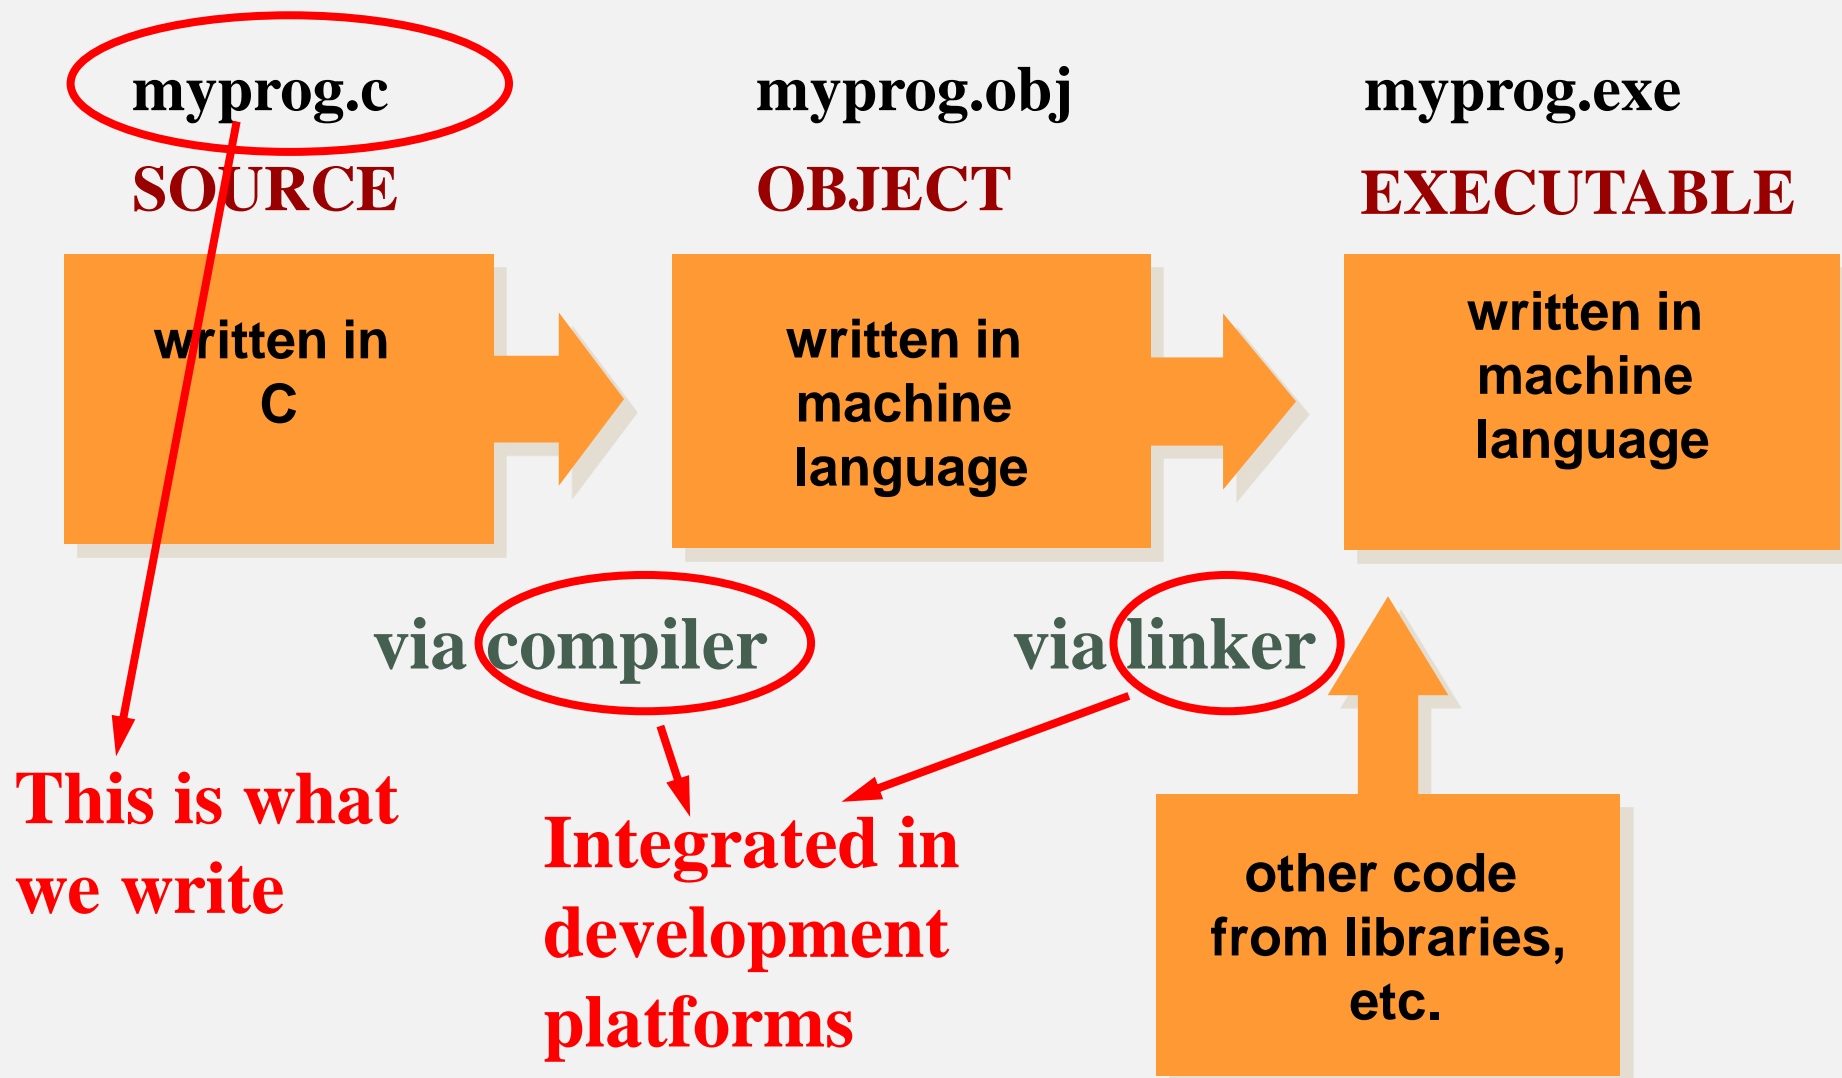 myprog.c
SOURCE
written in
C
myprog.obj
OBJECT
written in
machine
language
myprog.exe
EXECUTABLE
written in
machine
language
via compiler
via linker
This is what
we write
Integrated in
development
platforms
other code
from libraries,
etc.